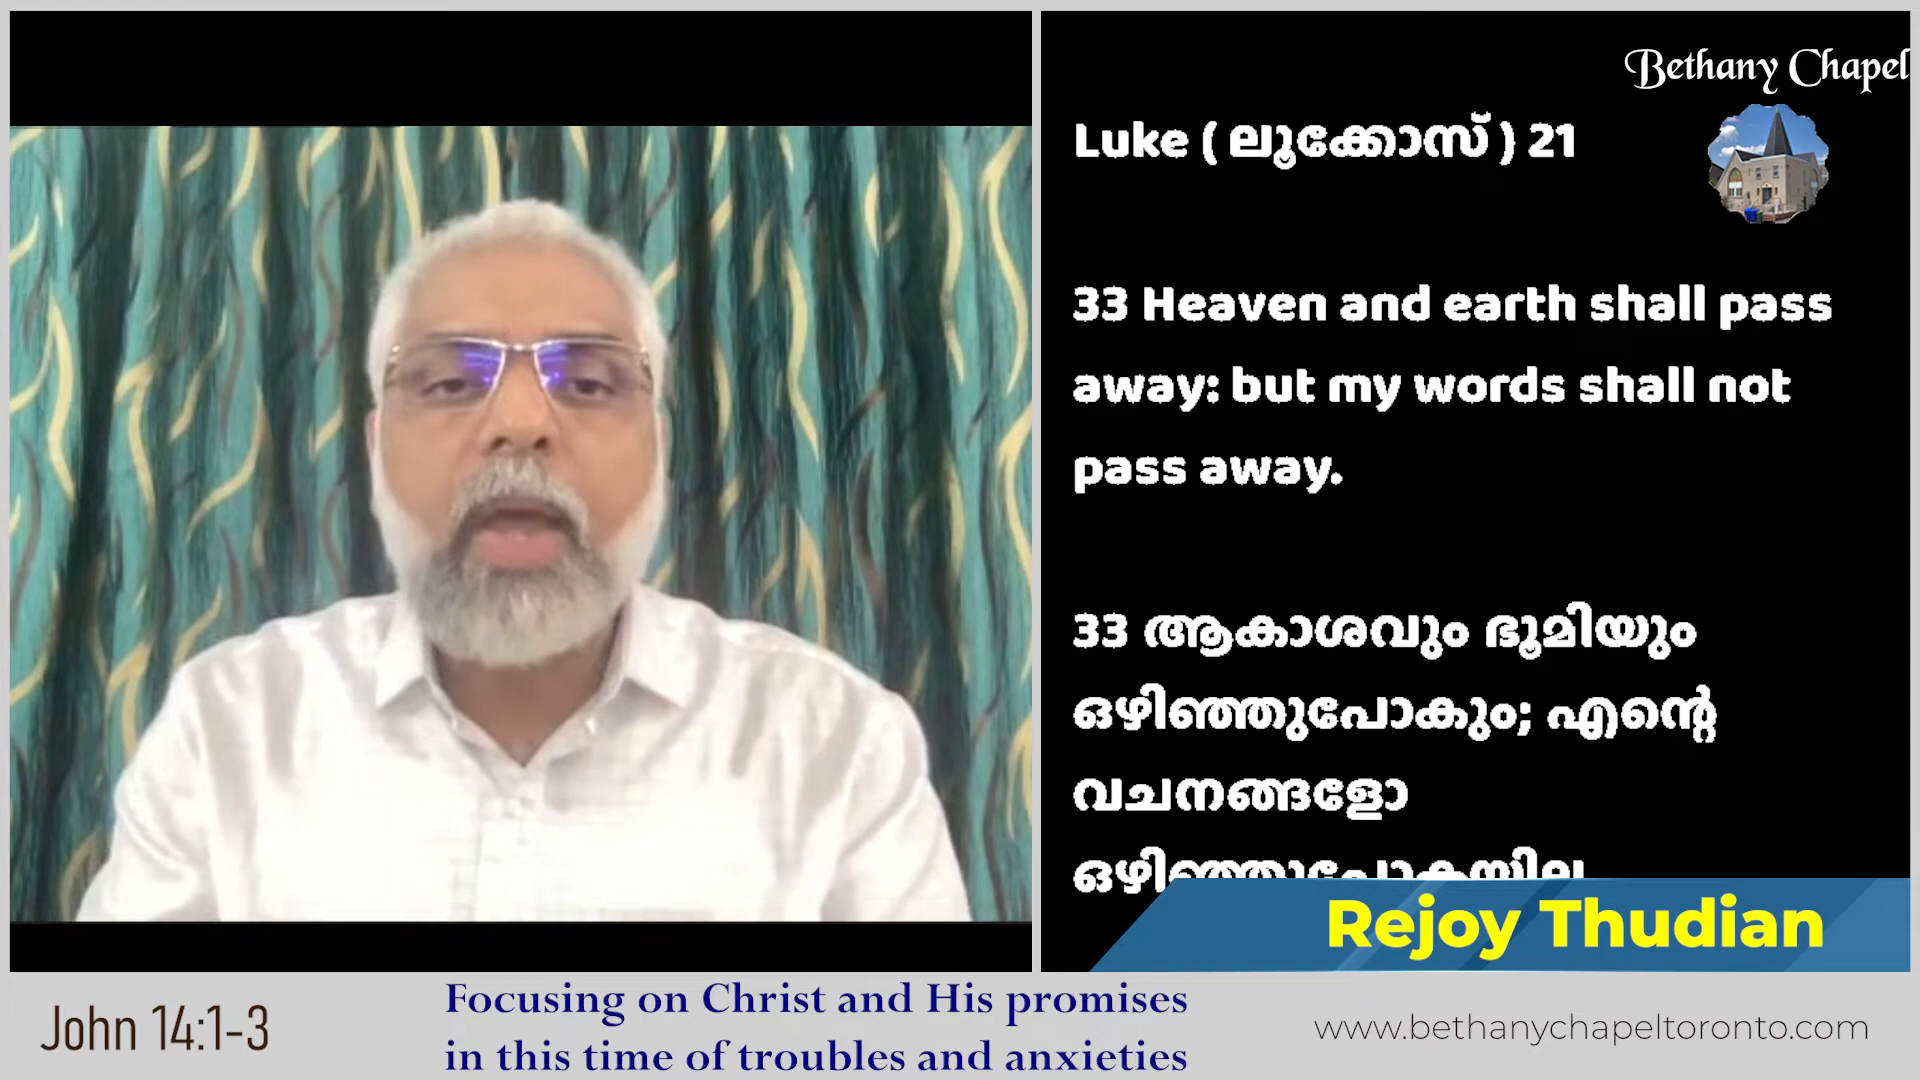 Bethany Chapel
Luke ( ലൂക്കോസ് ) 21
33 Heaven and earth shall pass
away: but my words shall not
pass away.
33 ആകാശവും ഭൂമിയും
ഒഴിഞ്ഞുപോകും; എന്റെ
വചനങ്ങളോ
ഒഴിഞ്ഞുപോകയില്ല
Rejoy Thudian
John 14:1-3
Focusing on Christ and His promises
in this time of troubles and anxieties
www.bethanychapeltoronto.com